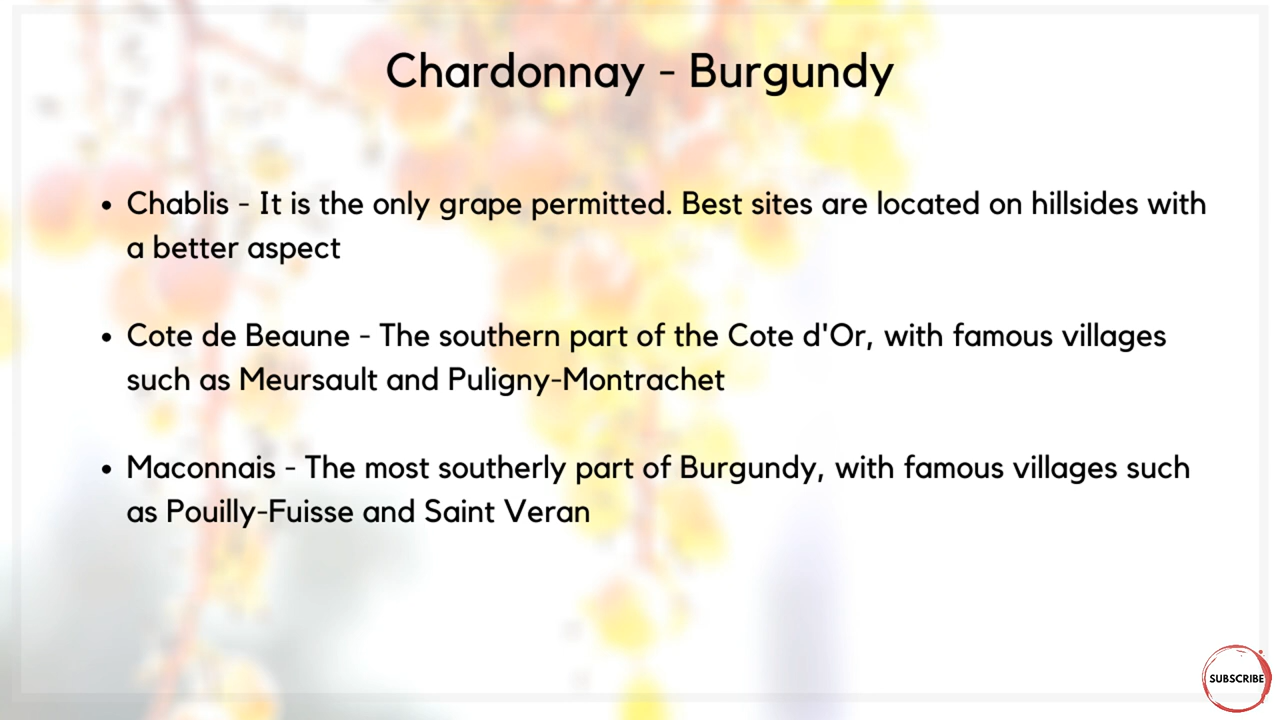 Chardonnay - Burgundy
• Chablis - It is the only grape permitted. Best sites are located on hillsides with
a better aspect
• Cote de Beaune - The southern part of the Cote d'Or, with famous villages
such as Meursault and Puligny-Montrachet
• Maconnais - The most southerly part of Burgundy, with famous villages such
as Pouilly-Fuisse and Saint Veran
SUBSCRIBE